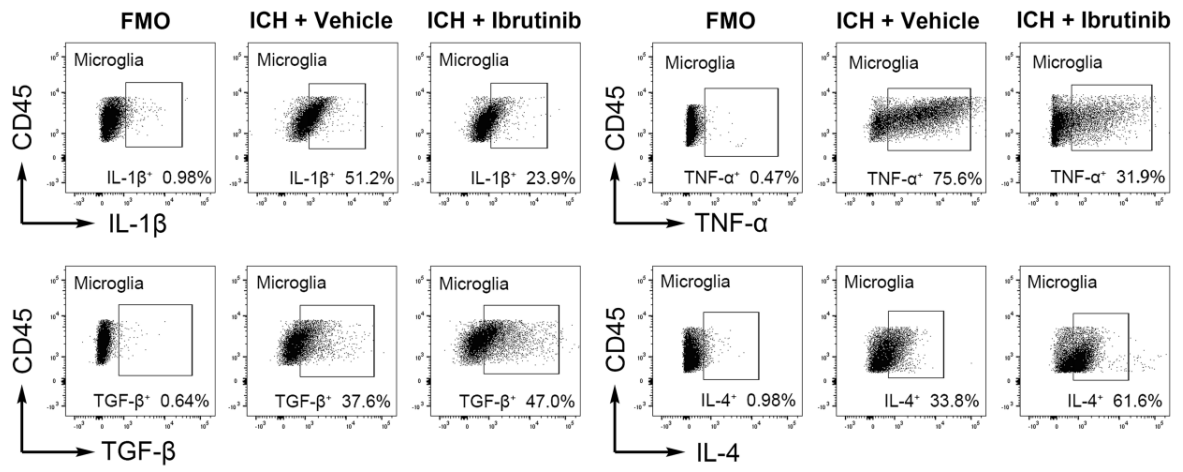 FMO ICH + Vehicle ICH + Ibrutinib
Microglia Microglia Microglia
CD45
IL-1β⁺ 0.98% IL-1β⁺ 51.2% IL-1β⁺ 23.9%
IL-1β
FMO ICH + Vehicle ICH + Ibrutinib
Microglia Microglia Microglia
CD45
TNF-α⁺ 0.47% TNF-α⁺ 75.6% TNF-α⁺ 31.9%
TNF-α
Microglia Microglia Microglia
CD45
TGF-β⁺ 0.64% TGF-β⁺ 37.6% TGF-β⁺ 47.0%
TGF-β
Microglia Microglia Microglia
CD45
IL-4⁺ 0.98% IL-4⁺ 33.8% IL-4⁺ 61.6%
IL-4